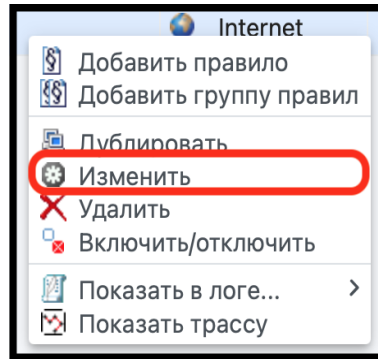 Internet
Добавить правило
Добавить группу правил
Дублировать
Изменить
Удалить
Включить/отключить
Показать в логе...
Показать трассу